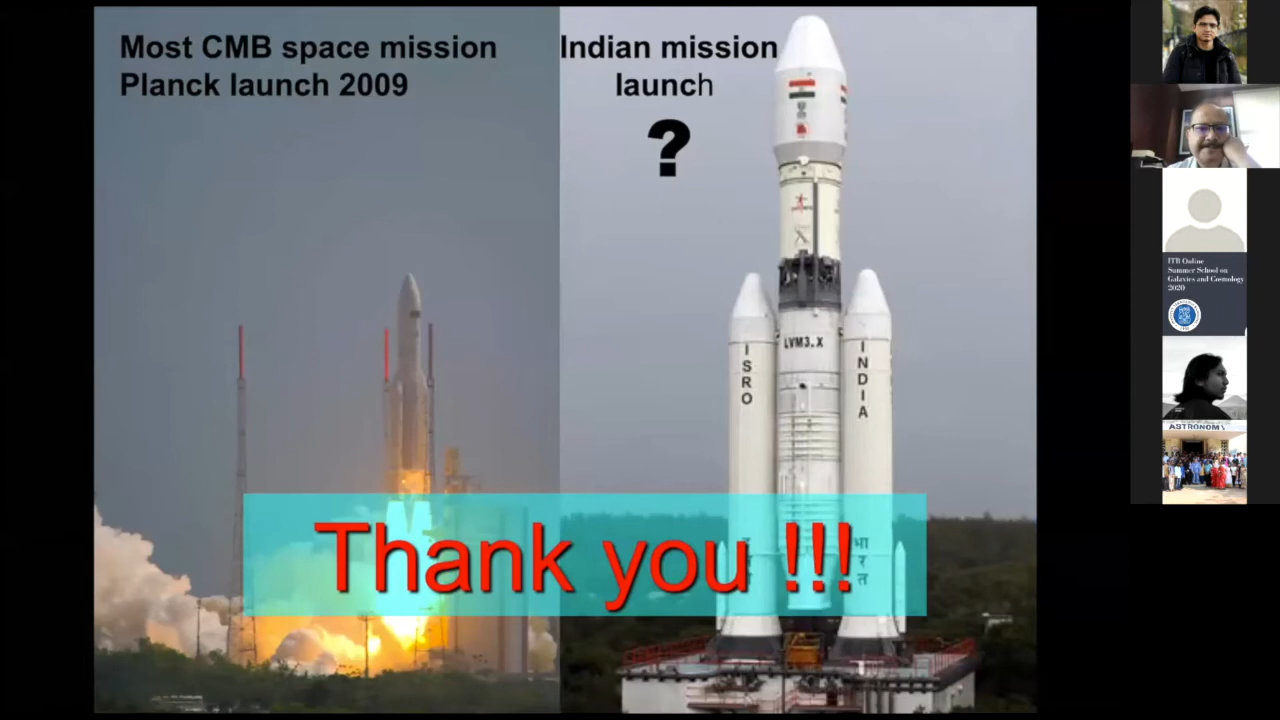 Most CMB space mission
Planck launch 2009
Indian mission
launch
?
LVM3.X
ISRO
INDIA
भारत
Thank you !!!
ITB Online
Summer School on
Galaxies and Cosmology
2020
ASTRONOMY